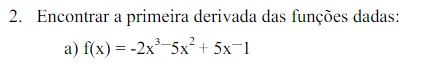 2. Encontrar a primeira derivada das funções dadas:
a) f(x) = -2x³⁻5x² + 5x⁻1